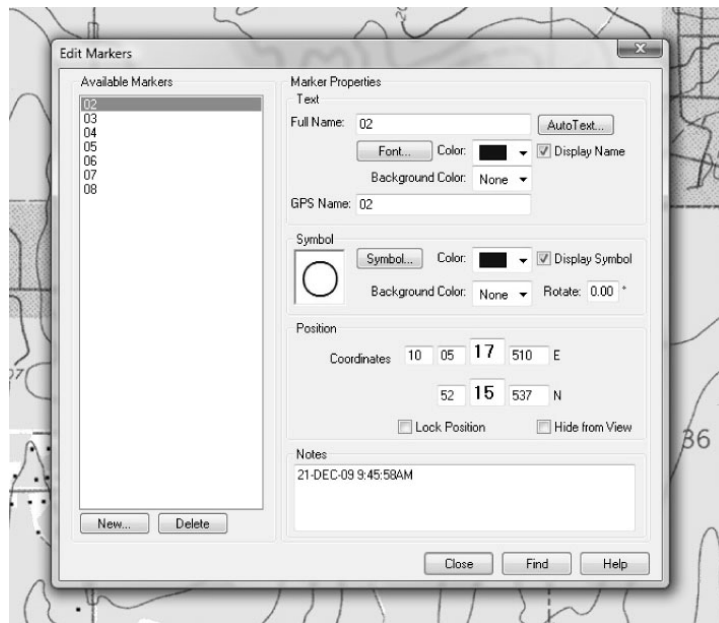 Edit Markers
Available Markers
02
03
04
05
06
07
08
New...
Delete
Marker Properties
Text
Full Name: 02
AutoText...
Font... Color: Display Name
Background Color: None
GPS Name: 02
Symbol
Symbol... Color: Display Symbol
Background Color: None Rotate: 0.00 °
Position
Coordinates 10 05 17 510 E
52 15 537 N
Lock Position Hide from View
Notes
21-DEC-09 9:45:58AM
Close Find Help
36